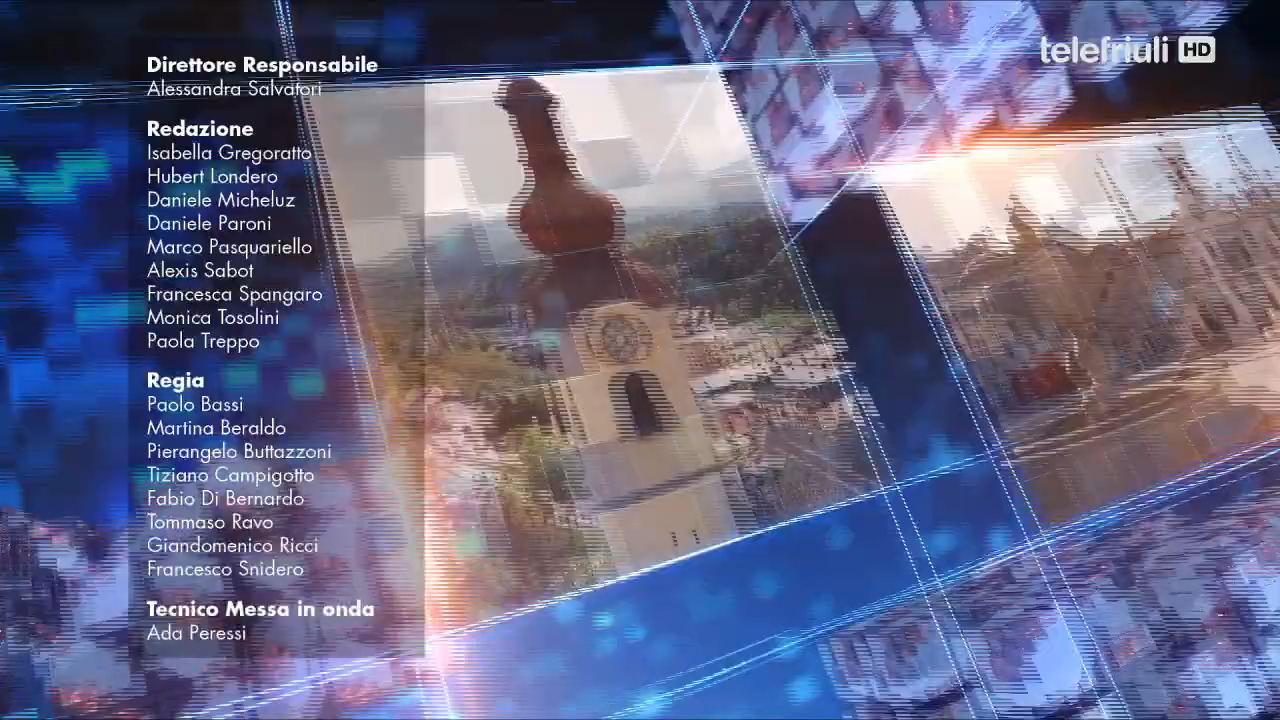 telefriuli HD
Direttore Responsabile
Alessandra Salvatori
Redazione
Isabella Gregoratto
Hubert Londero
Daniele Micheluz
Daniele Paroni
Marco Pasquariello
Alexis Sabot
Francesca Spangaro
Monica Tosolini
Paola Treppo
Regia
Paolo Bassi
Martina Beraldo
Pierangelo Buttazzoni
Tiziano Campigotto
Fabio Di Bernardo
Tommaso Ravo
Giandomenico Ricci
Francesco Snidero
Tecnico Messa in onda
Ada Peressi